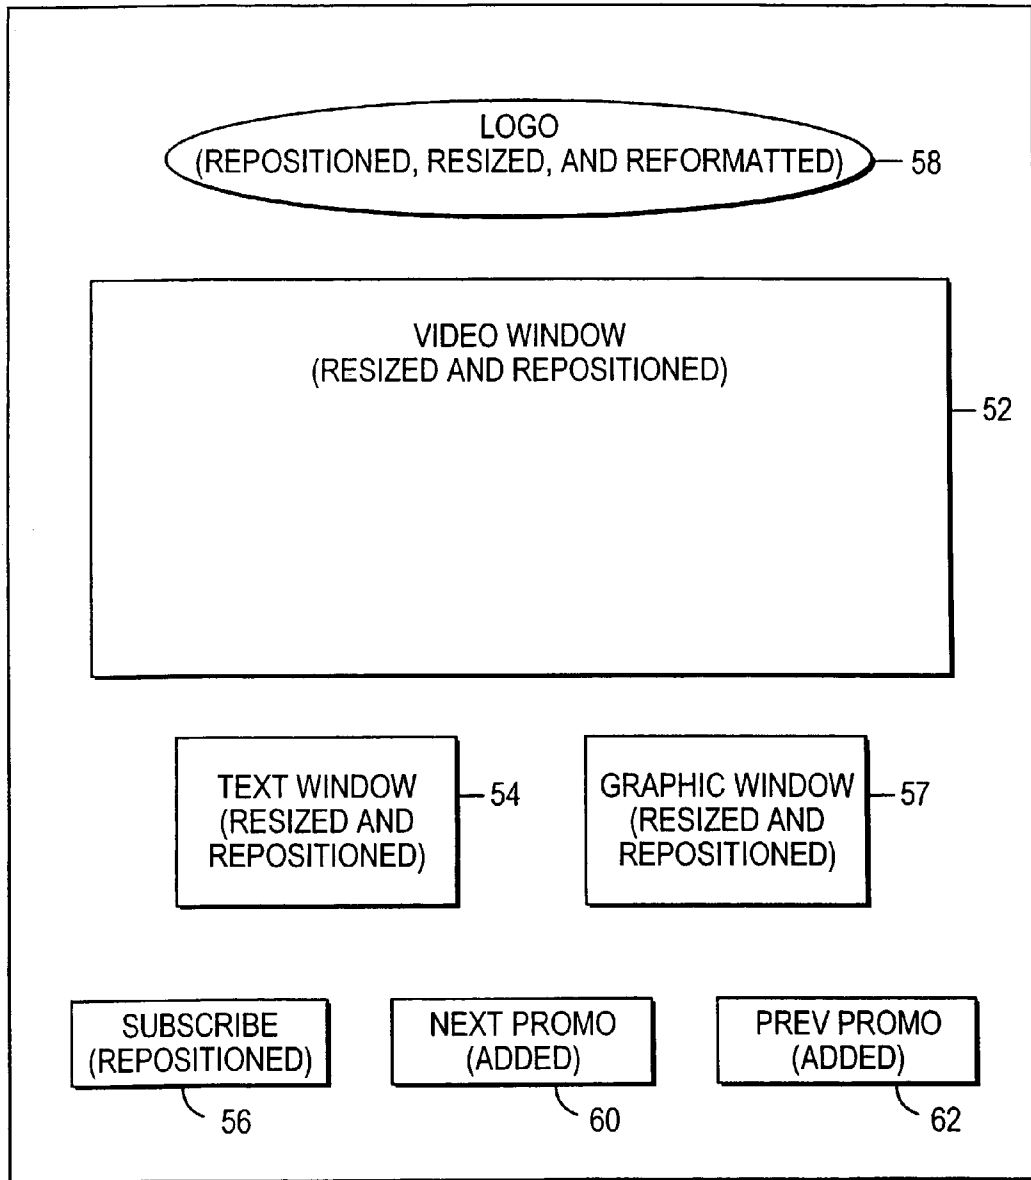 LOGO
(REPOSITIONED, RESIZED, AND REFORMATTED)
58
VIDEO WINDOW
(RESIZED AND REPOSITIONED)
52
TEXT WINDOW
(RESIZED AND
REPOSITIONED)
54
GRAPHIC WINDOW
(RESIZED AND
REPOSITIONED)
57
SUBSCRIBE
(REPOSITIONED)
56
NEXT PROMO
(ADDED)
60
PREV PROMO
(ADDED)
62